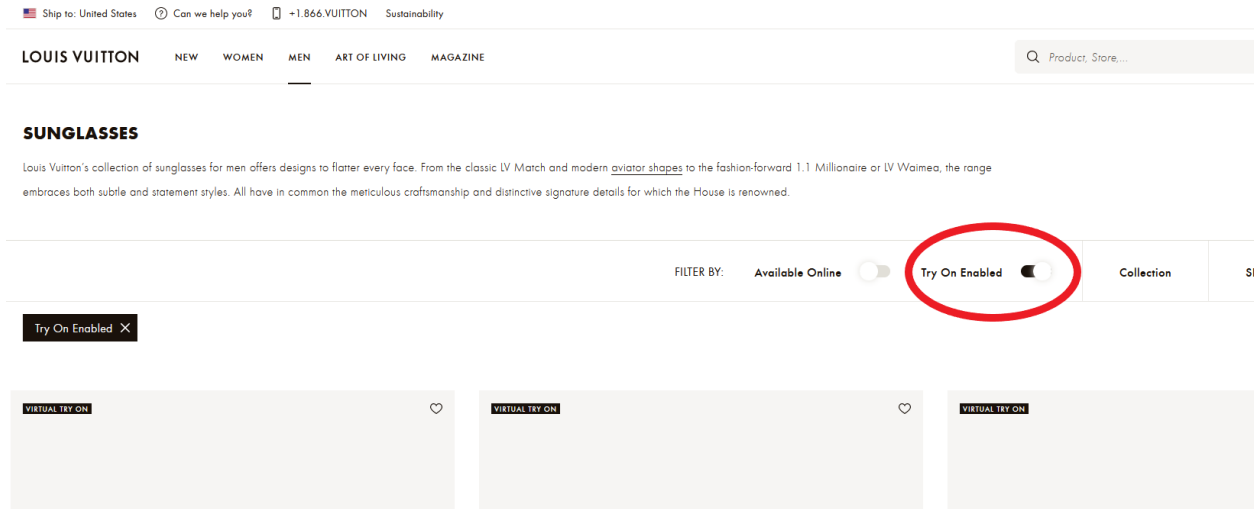 Ship to: United States Can we help you? +1.866.VUITTON Sustainability
LOUIS VUITTON NEW WOMEN MEN ART OF LIVING MAGAZINE Product, Store,...
SUNGLASSES
Louis Vuitton's collection of sunglasses for men offers designs to flatter every face. From the classic LV Match and modern aviator shapes to the fashion-forward 1.1 Millionaire or LV Waimea, the range
embraces both subtle and statement styles. All have in common the meticulous craftsmanship and distinctive signature details for which the House is renowned.
FILTER BY: Available Online Try On Enabled Collection
Try On Enabled
VIRTUAL TRY ON VIRTUAL TRY ON VIRTUAL TRY ON